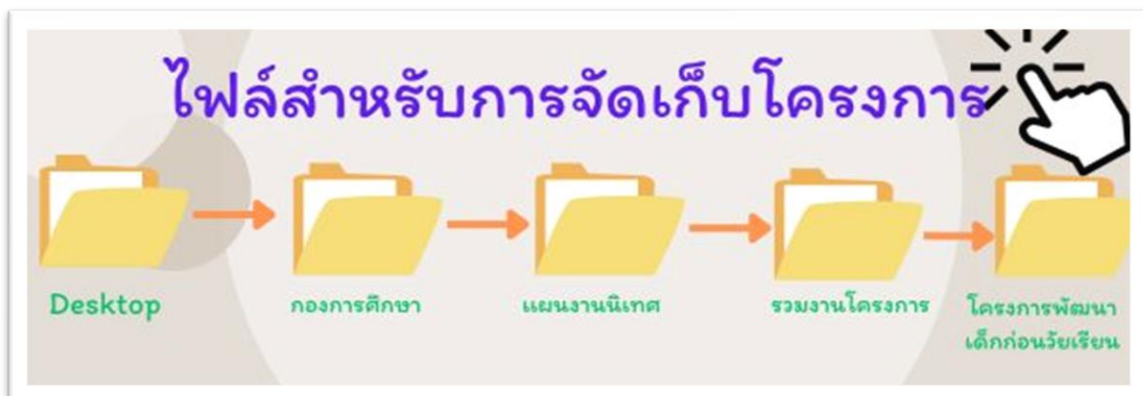 ไฟล์สำหรับการจัดเก็บโครงการ
Desktop
กองการศึกษา
แผนงานนิเทศ
รวมงานโครงการ
โครงการพัฒนา
เด็กก่อนวัยเรียน